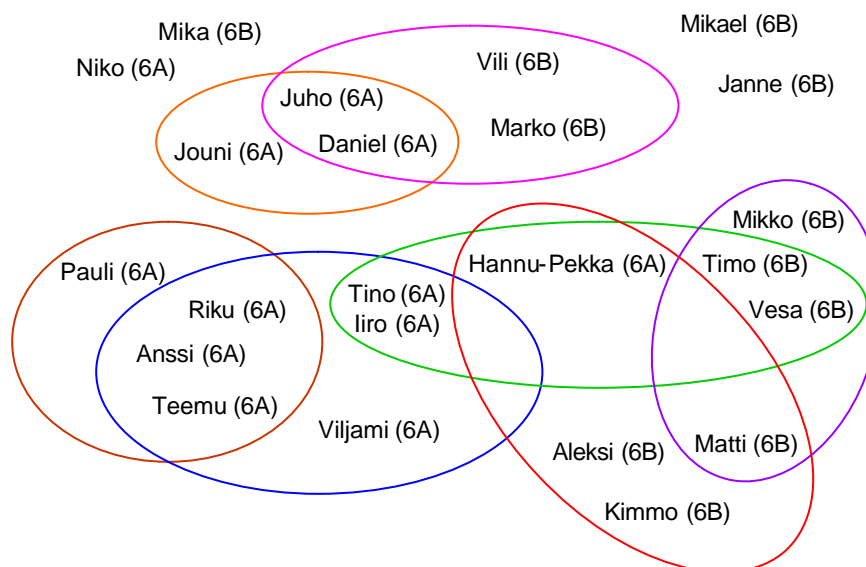 Mika (6B)
Mikael (6B)
Niko (6A)
Vili (6B)
Janne (6B)
Juho (6A)
Marko (6B)
Jouni (6A)
Daniel (6A)
Mikko (6B)
Pauli (6A)
Hannu-Pekka (6A)
Timo (6B)
Riku (6A)
Tino (6A)
Vesa (6B)
Iiro (6A)
Anssi (6A)
Teemu (6A)
Viljami (6A)
Aleksi (6B)
Matti (6B)
Kimmo (6B)